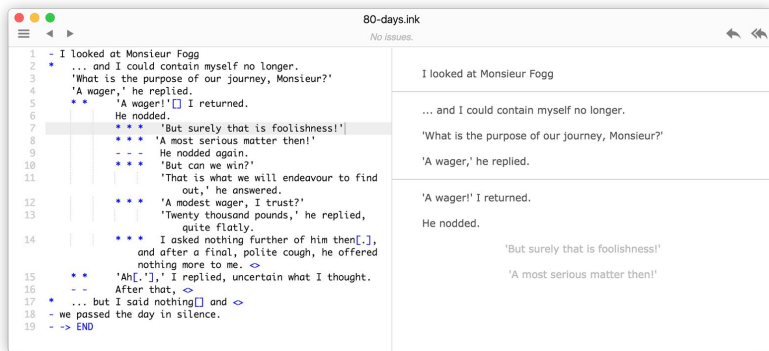 80-days.ink
No issues.
1 - I looked at Monsieur Fogg
2 * ... and I could contain myself no longer.
3 'What is the purpose of our journey, Monsieur?'
4 'A wager,' he replied.
5 * * 'A wager!'[] I returned.
6 He nodded.
7 * * * 'But surely that is foolishness!'
8 * * * 'A most serious matter then!'
9 - - - He nodded again.
10 * * * 'But can we win?'
11 'That is what we will endeavour to find
out,' he answered.
12 * * * 'A modest wager, I trust?'
13 'Twenty thousand pounds,' he replied,
quite flatly.
14 * * * I asked nothing further of him then[.],
and after a final, polite cough, he offered
nothing more to me. <>
15 * * 'Ah[.'],' I replied, uncertain what I thought.
16 - - After that, <>
17 * ... but I said nothing[] and <>
18 - we passed the day in silence.
19 - -> END
I looked at Monsieur Fogg
... and I could contain myself no longer.
'What is the purpose of our journey, Monsieur?'
'A wager,' he replied.
'A wager!' I returned.
He nodded.
'But surely that is foolishness!'
'A most serious matter then!'